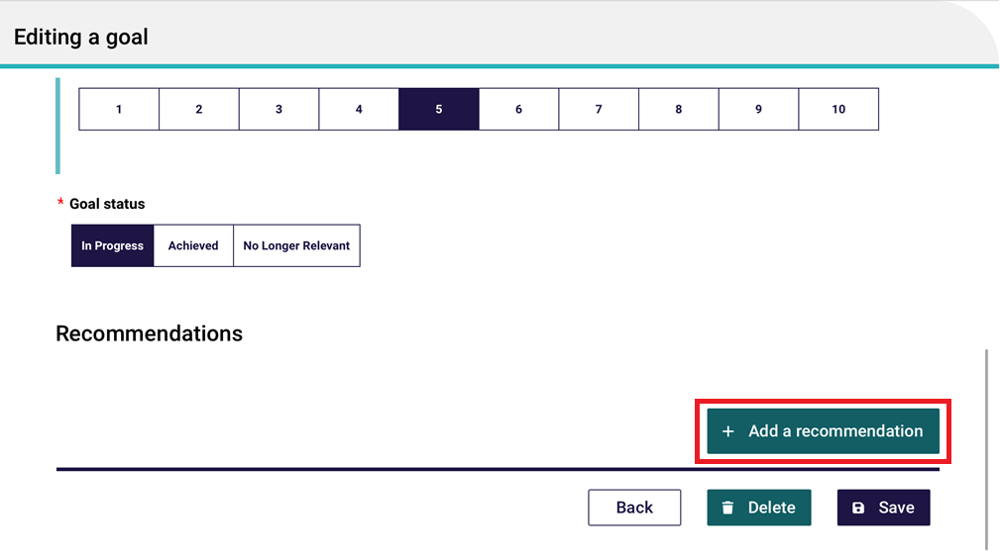 Editing a goal
1 2 3 4 5 6 7 8 9 10
* Goal status
In Progress Achieved No Longer Relevant
Recommendations
+ Add a recommendation
Back Delete Save